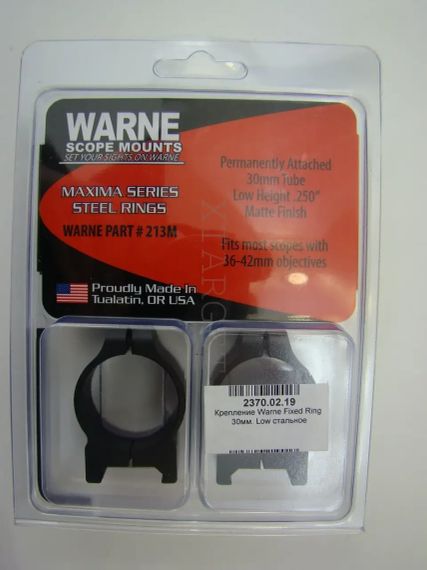 WARNE
SCOPE MOUNTS
SET YOUR SIGHTS ON WARNE
MAXIMA SERIES
STEEL RINGS
WARNE PART # 213M
Permanently Attached
30mm Tube
Low Height .250"
Matte Finish
Fits most scopes with
36-42mm objectives
Proudly Made In
Tualatin, OR USA
XTARGET
2370.02.19
Крепление Warne Fixed Ring
30мм. Low стальное